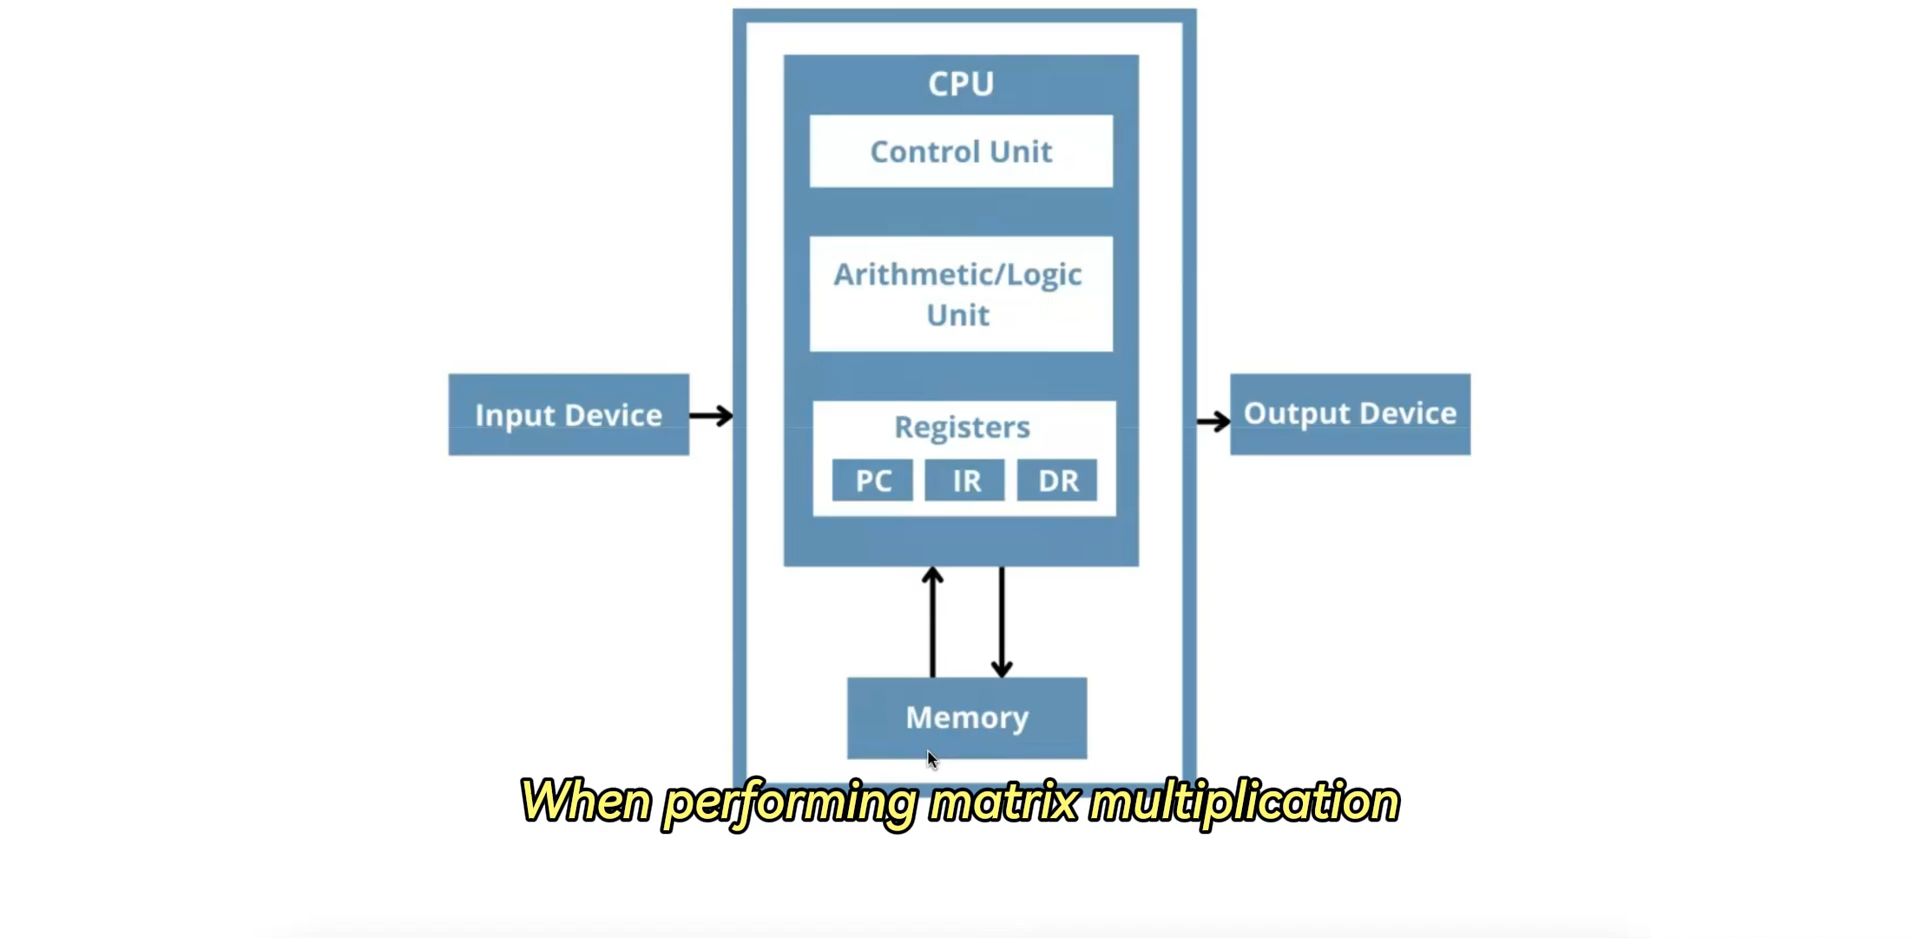 CPU
Control Unit
Arithmetic/Logic
Unit
Registers
PC IR DR
Input Device
Output Device
Memory
When performing matrix multiplication